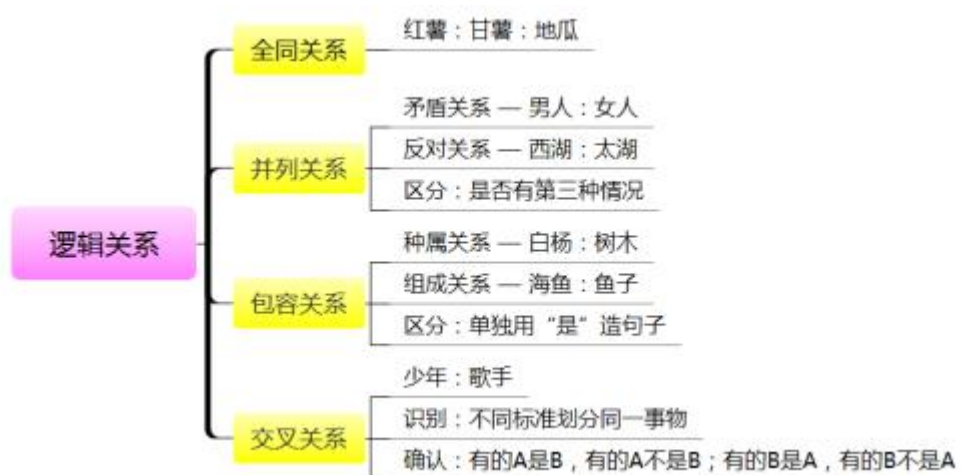 逻辑关系
全同关系
红薯：甘薯：地瓜
并列关系
矛盾关系 — 男人：女人
反对关系 — 西湖：太湖
区分：是否有第三种情况
包容关系
种属关系 — 白杨：树木
组成关系 — 海鱼：鱼子
区分：单独用“是”造句子
交叉关系
少年：歌手
识别：不同标准划分同一事物
确认：有的A是B，有的A不是B；有的B是A，有的B不是A